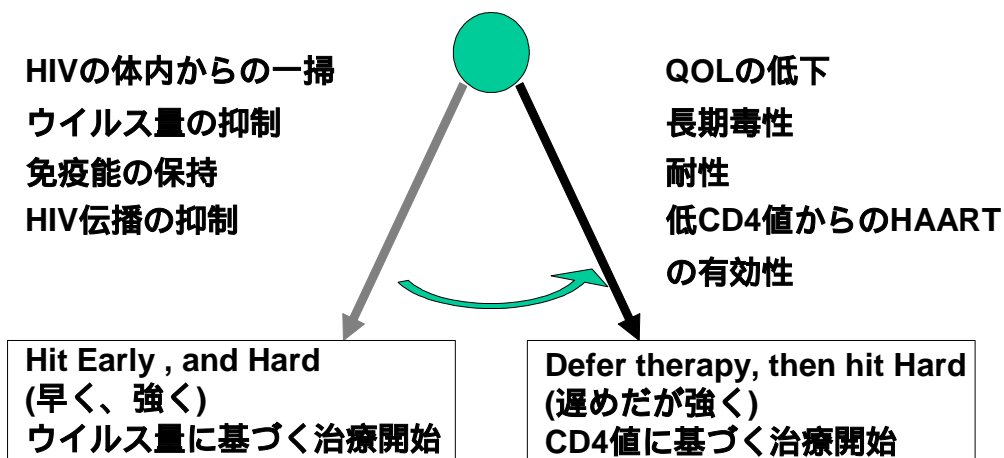 HIVの体内からの一掃
ウイルス量の抑制
免疫能の保持
HIV伝播の抑制
QOLの低下
長期毒性
耐性
低CD4値からのHAART
の有効性
Hit Early , and Hard
(早く、強く)
ウイルス量に基づく治療開始
Defer therapy, then hit Hard
(遅めだが強く)
CD4値に基づく治療開始